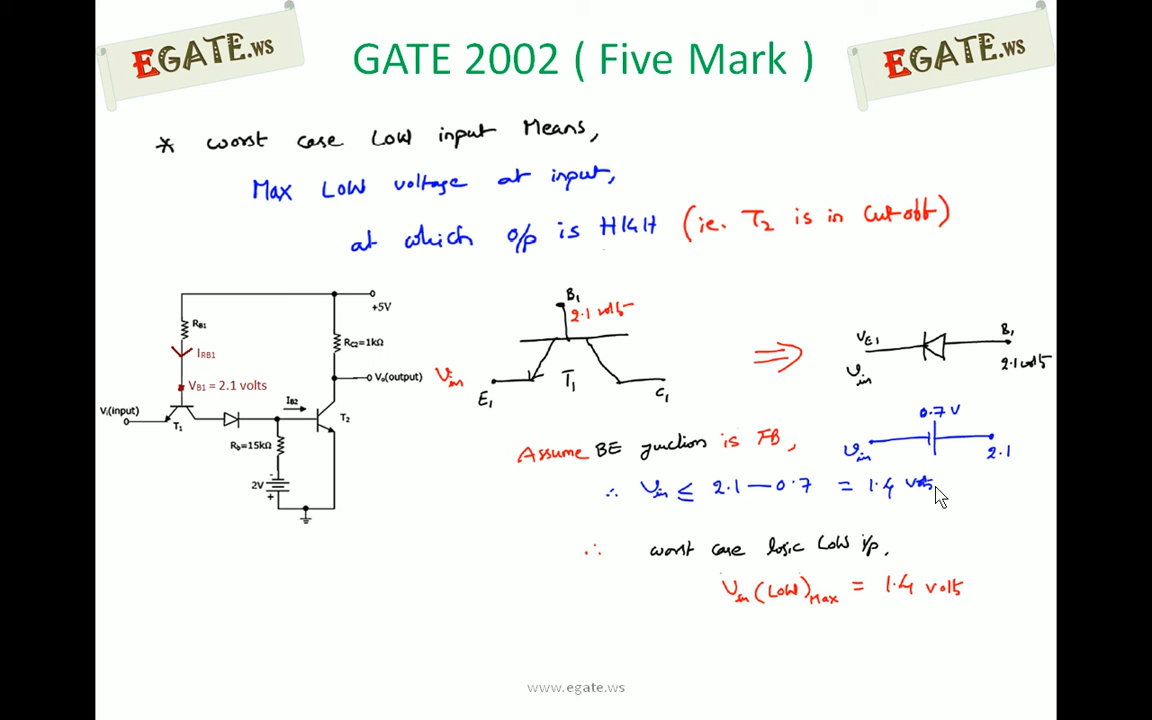 EGATE.ws
GATE 2002 ( Five Mark )
EGATE.ws
* worst case Low input Means,
Max LOW voltage at input,
at which o/p is HIGH (ie. T2 is in cutoff)
+5V
RB1
IRB1
RC2=1kΩ
VB1 = 2.1 volts
Vo(output)
Vi(input)
T1
IB2
T2
Rb=15kΩ
2V
-
+
B1
2.1 volts
Vin
E1
T1
C1
⇒
VE1
B1
Vin
2.1 volts
0.7 V
Vin
2.1
Assume BE junction is FB,
∴ Vin ≤ 2.1 — 0.7 = 1.4 volts
∴ worst case logic Low i/p,
Vin (LOW)Max = 1.4 volts
www.egate.ws